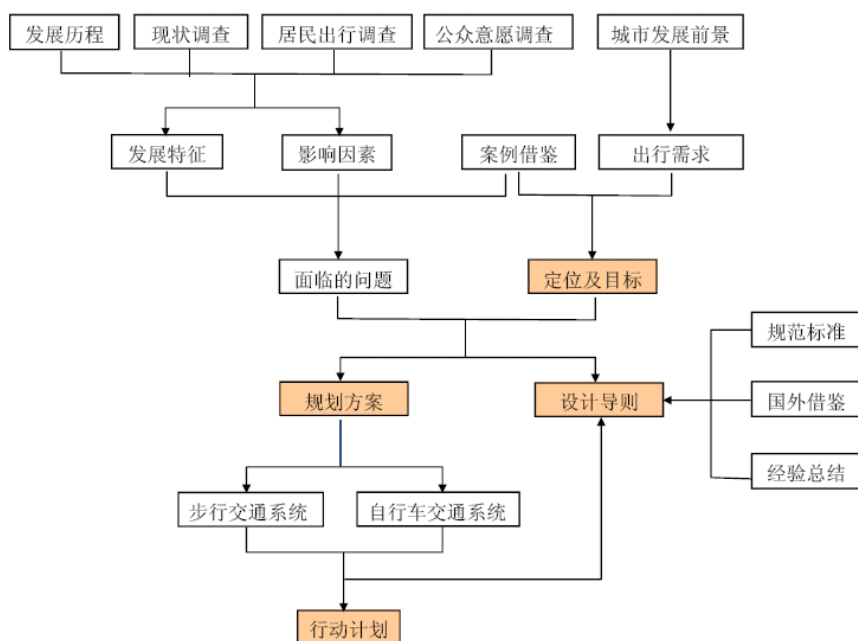 发展历程
现状调查
居民出行调查
公众意愿调查
城市发展前景
发展特征
影响因素
案例借鉴
出行需求
面临的问题
定位及目标
规范标准
规划方案
设计导则
国外借鉴
经验总结
步行交通系统
自行车交通系统
行动计划